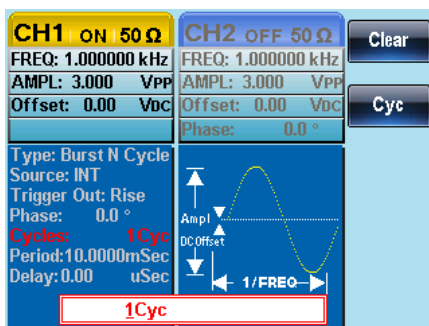 CH1 ON 50 Ω
FREQ: 1.000000 kHz
AMPL: 3.000 VPP
Offset: 0.00 VDC
CH2 OFF 50 Ω
FREQ: 1.000000 kHz
AMPL: 3.000 VPP
Offset: 0.00 VDC
Phase: 0.0 °
Clear
Cyc
Type: Burst N Cycle
Source: INT
Trigger Out: Rise
Phase: 0.0 °
Cycles: 1Cyc
Period:10.0000mSec
Delay:0.00 uSec
Ampl
DC Offset
1/FREQ
1Cyc